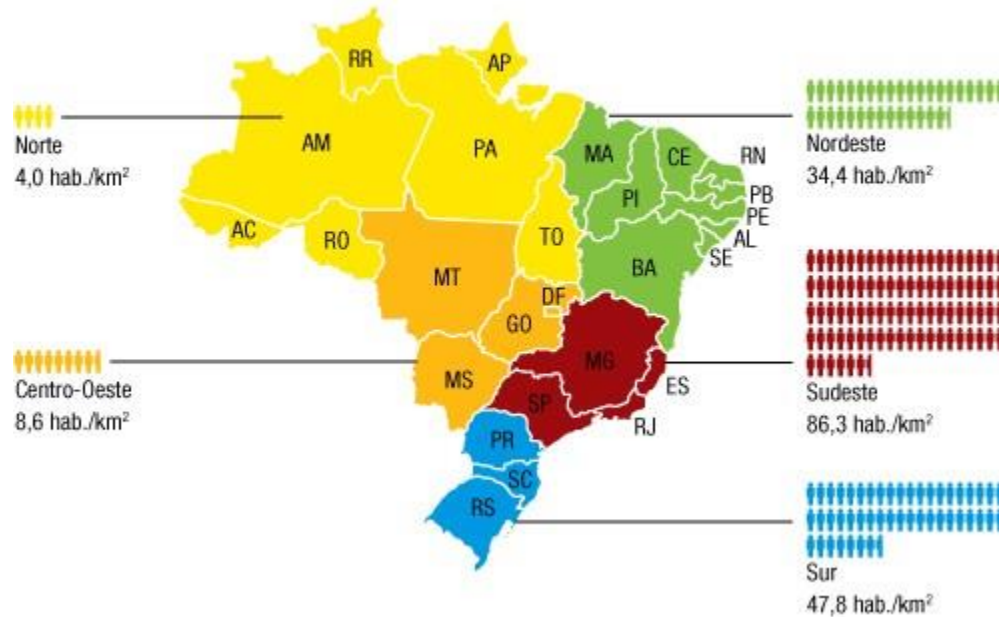 RR
AP
Norte
4,0 hab./km²
AM
PA
MA
CE
RN
Nordeste
34,4 hab./km²
PI
PB
PE
AL
SE
AC
RO
TO
BA
MT
DF
GO
Centro-Oeste
8,6 hab./km²
MS
MG
ES
SP
RJ
Sudeste
86,3 hab./km²
PR
SC
RS
Sur
47,8 hab./km²